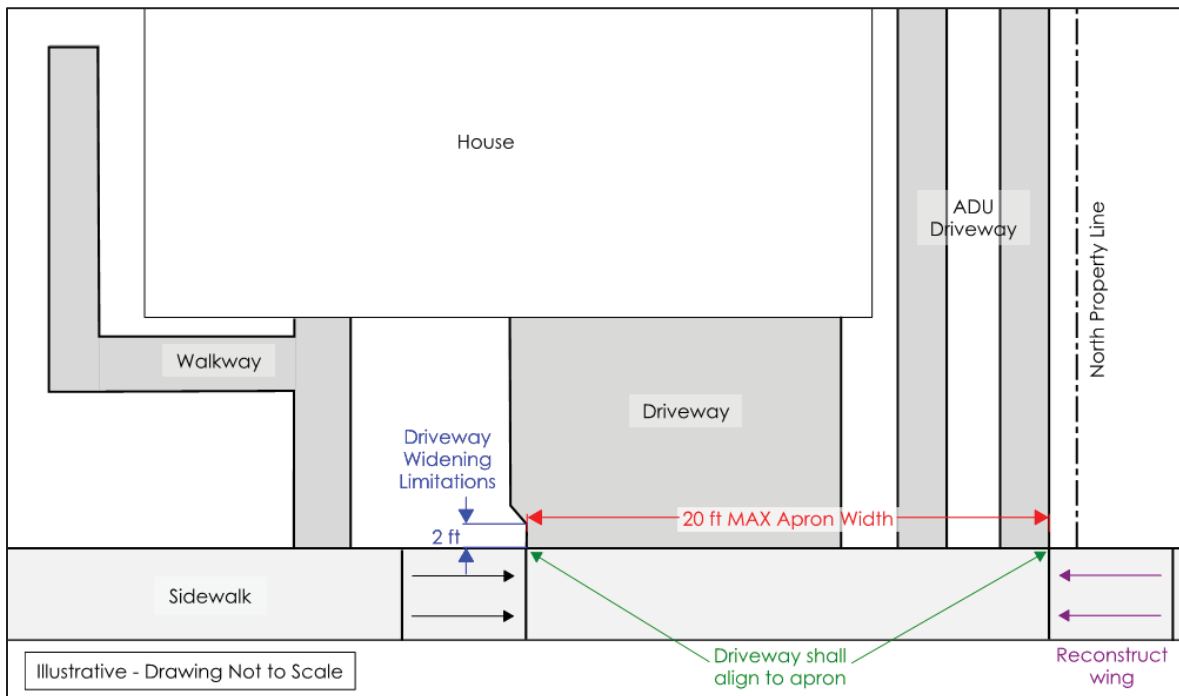 House
ADU
Driveway
North Property Line
Walkway
Driveway
Driveway
Widening
Limitations
20 ft MAX Apron Width
2 ft
Sidewalk
Illustrative - Drawing Not to Scale
Driveway shall
align to apron
Reconstruct
wing